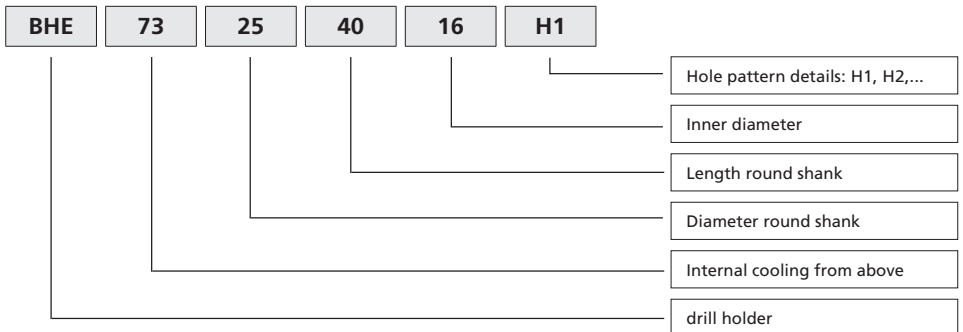 BHE 73 25 40 16 H1
Hole pattern details: H1, H2,...
Inner diameter
Length round shank
Diameter round shank
Internal cooling from above
drill holder